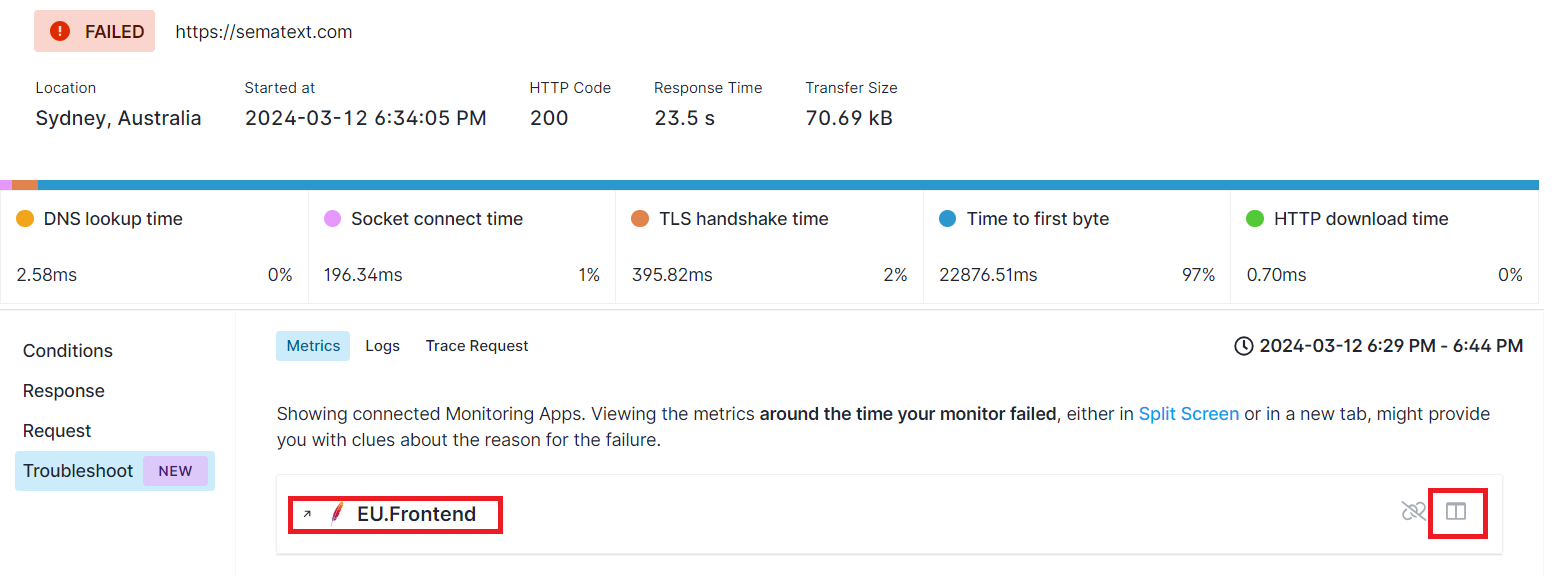 FAILED https://sematext.com
Location Started at HTTP Code Response Time Transfer Size
Sydney, Australia 2024-03-12 6:34:05 PM 200 23.5 s 70.69 kB
DNS lookup time Socket connect time TLS handshake time Time to first byte HTTP download time
2.58ms 0% 196.34ms 1% 395.82ms 2% 22876.51ms 97% 0.70ms 0%
Conditions
Response
Request
Troubleshoot NEW
Metrics Logs Trace Request 2024-03-12 6:29 PM - 6:44 PM
Showing connected Monitoring Apps. Viewing the metrics around the time your monitor failed, either in Split Screen or in a new tab, might provide
you with clues about the reason for the failure.
EU.Frontend